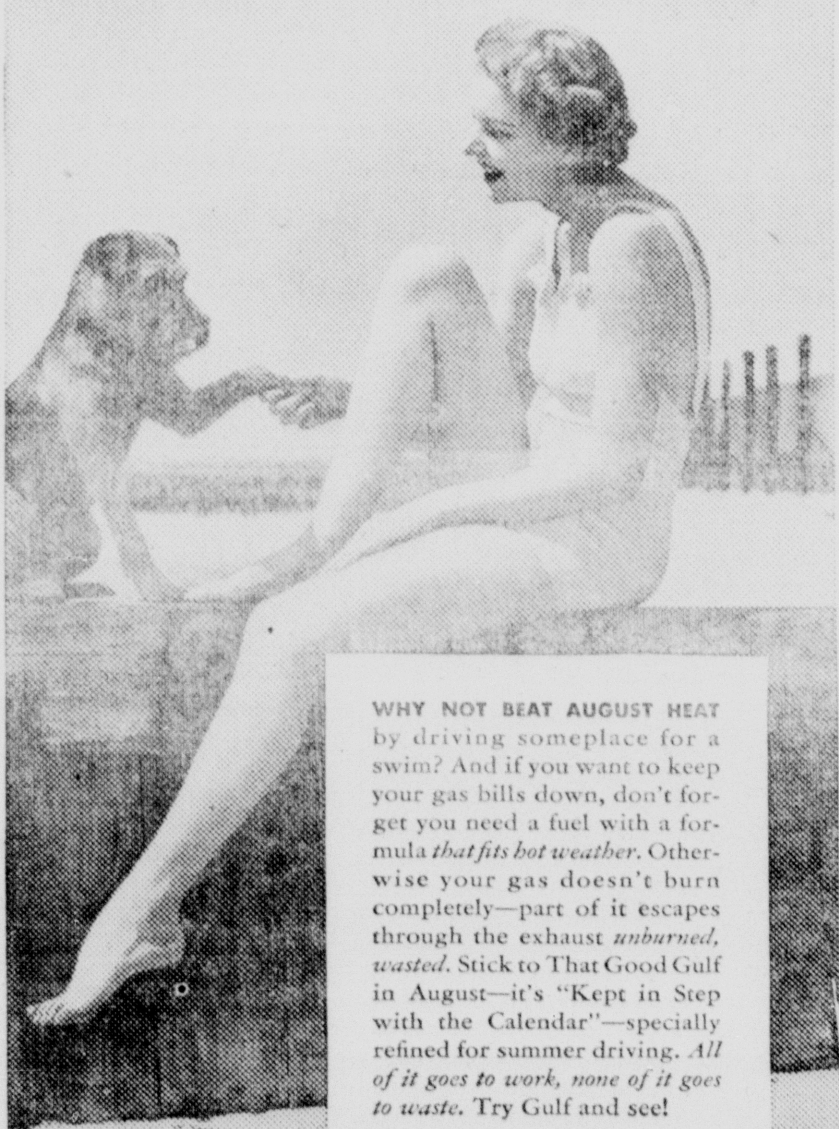 WHY NOT BEAT AUGUST HEAT
by driving someplace for a
swim? And if you want to keep
your gas bills down, don't for-
get you need a fuel with a for-
mula that fits hot weather. Other-
wise your gas doesn't burn
completely—part of it escapes
through the exhaust unburned,
wasted. Stick to That Good Gulf
in August—it's "Kept in Step
with the Calendar"—specially
refined for summer driving. All
of it goes to work, none of it goes
to waste. Try Gulf and see!